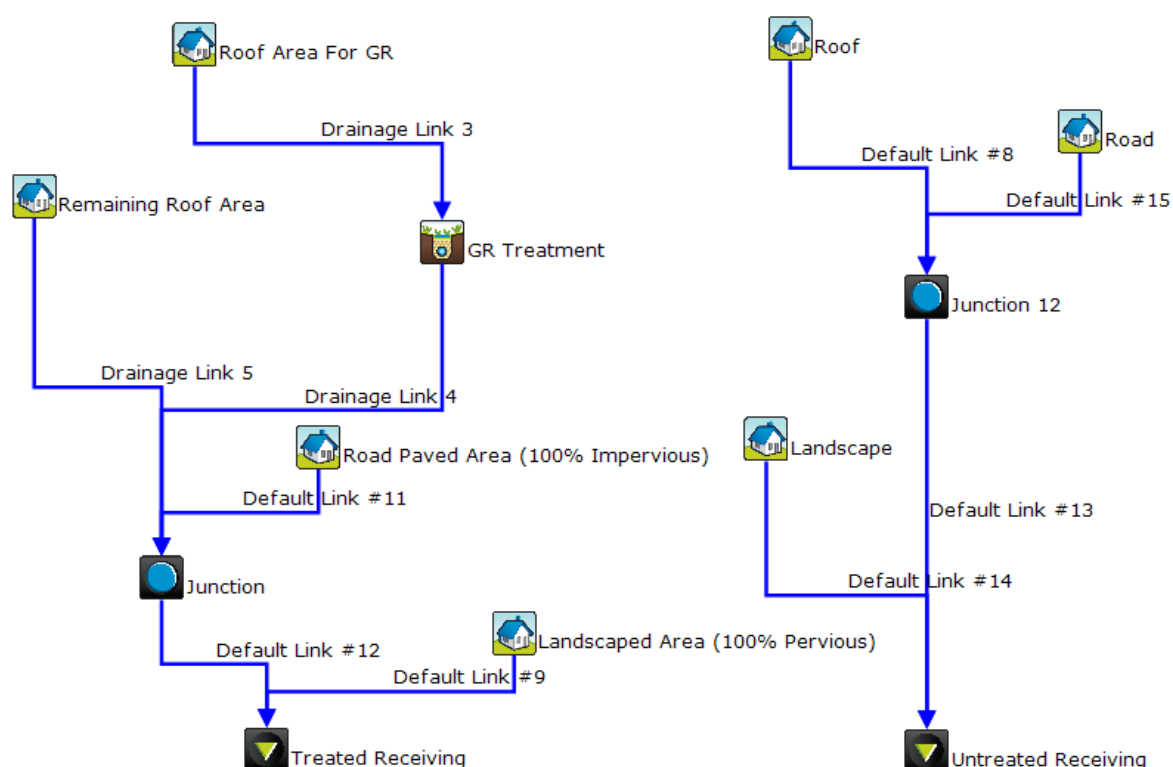 Roof Area For GR
Roof
Drainage Link 3
Road
Default Link #8
Remaining Roof Area
Default Link #15
GR Treatment
Junction 12
Drainage Link 5
Drainage Link 4
Road Paved Area (100% Impervious)
Landscape
Default Link #11
Default Link #13
Junction
Default Link #14
Landscaped Area (100% Pervious)
Default Link #12
Default Link #9
Treated Receiving
Untreated Receiving